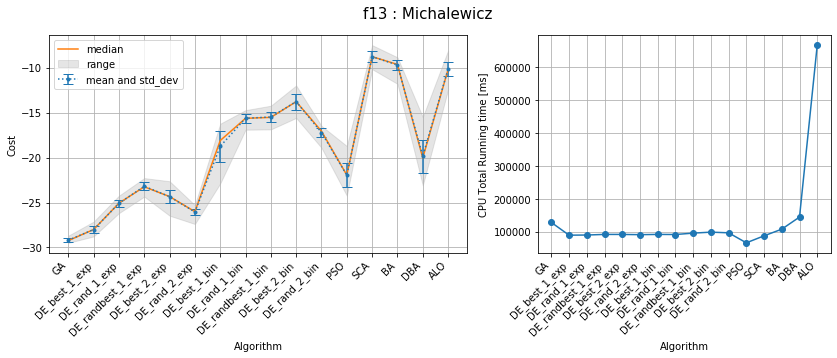 f13 : Michalewicz
median
range
mean and std_dev
Cost
−10
−15
−20
−25
−30
GA
DE_best_1_exp
DE_rand_1_exp
DE_randbest_1_exp
DE_best_2_exp
DE_rand_2_exp
DE_best_1_bin
DE_rand_1_bin
DE_randbest_1_bin
DE_best_2_bin
DE_rand_2_bin
PSO
SCA
BA
DBA
ALO
Algorithm
CPU Total Running time [ms]
600000
500000
400000
300000
200000
100000
GA
DE_best_1_exp
DE_rand_1_exp
DE_randbest_1_exp
DE_best_2_exp
DE_rand_2_exp
DE_best_1_bin
DE_rand_1_bin
DE_randbest_1_bin
DE_best_2_bin
DE_rand_2_bin
PSO
SCA
BA
DBA
ALO
Algorithm